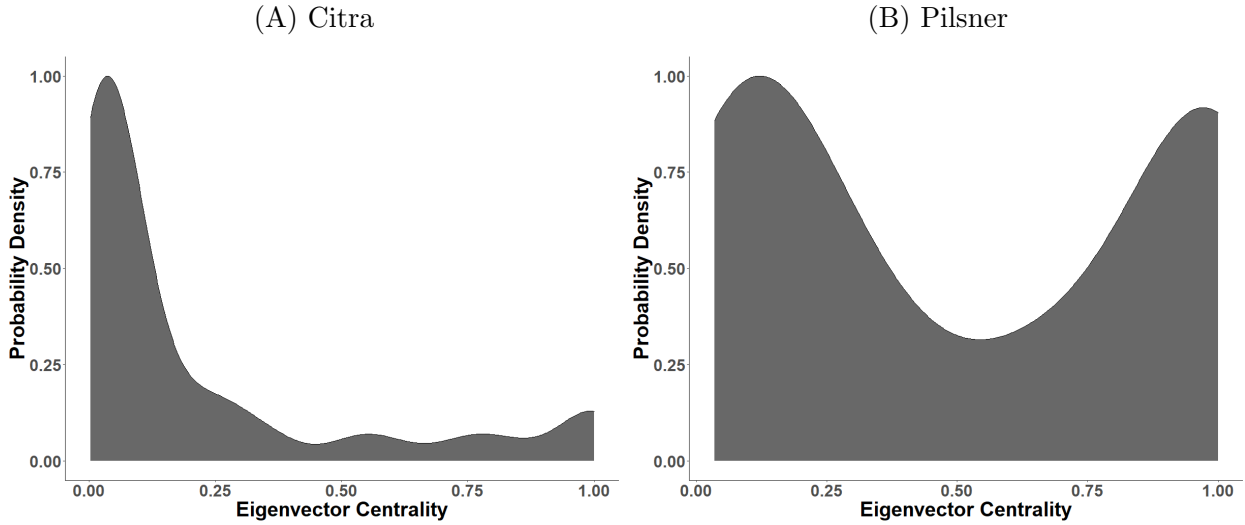 (A) Citra
1.00
0.75
0.50
0.25
0.00
Probability Density
0.00 0.25 0.50 0.75 1.00
Eigenvector Centrality
(B) Pilsner
1.00
0.75
0.50
0.25
0.00
Probability Density
0.00 0.25 0.50 0.75 1.00
Eigenvector Centrality